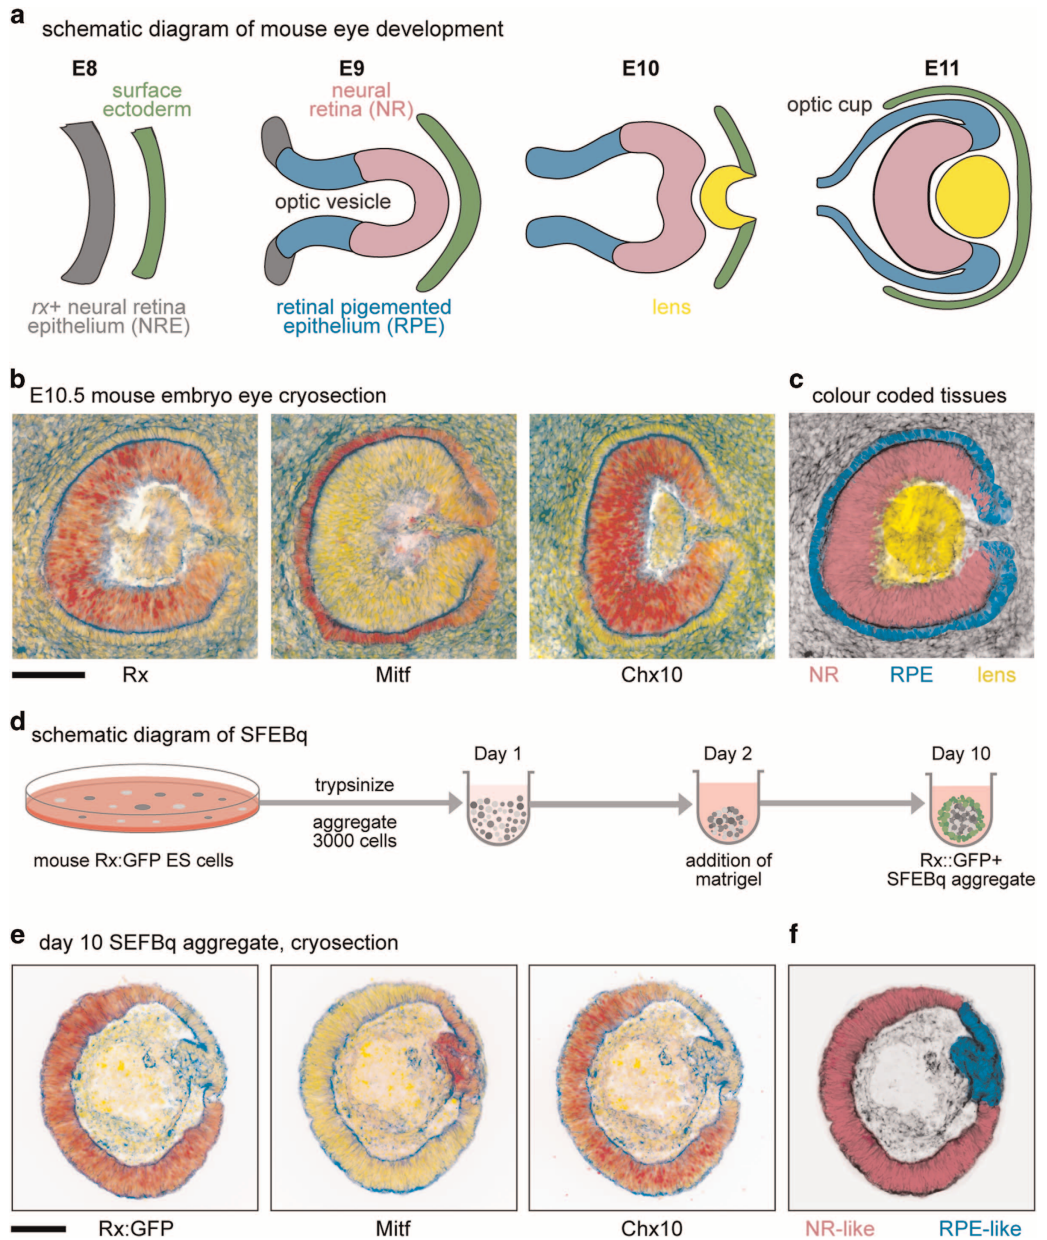 a
schematic diagram of mouse eye development
E8
E9
E10
E11
surface
ectoderm
neural
retina (NR)
optic cup
optic vesicle
rx+ neural retina
epithelium (NRE)
retinal pigemented
epithelium (RPE)
lens
b
E10.5 mouse embryo eye cryosection
c
colour coded tissues
Rx
Mitf
Chx10
NR
RPE
lens
d
schematic diagram of SFEBq
Day 1
Day 2
Day 10
trypsinize
aggregate
3000 cells
mouse Rx:GFP ES cells
addition of
matrigel
Rx::GFP+
SFEBq aggregate
e
day 10 SEFBq aggregate, cryosection
f
Rx:GFP
Mitf
Chx10
NR-like
RPE-like